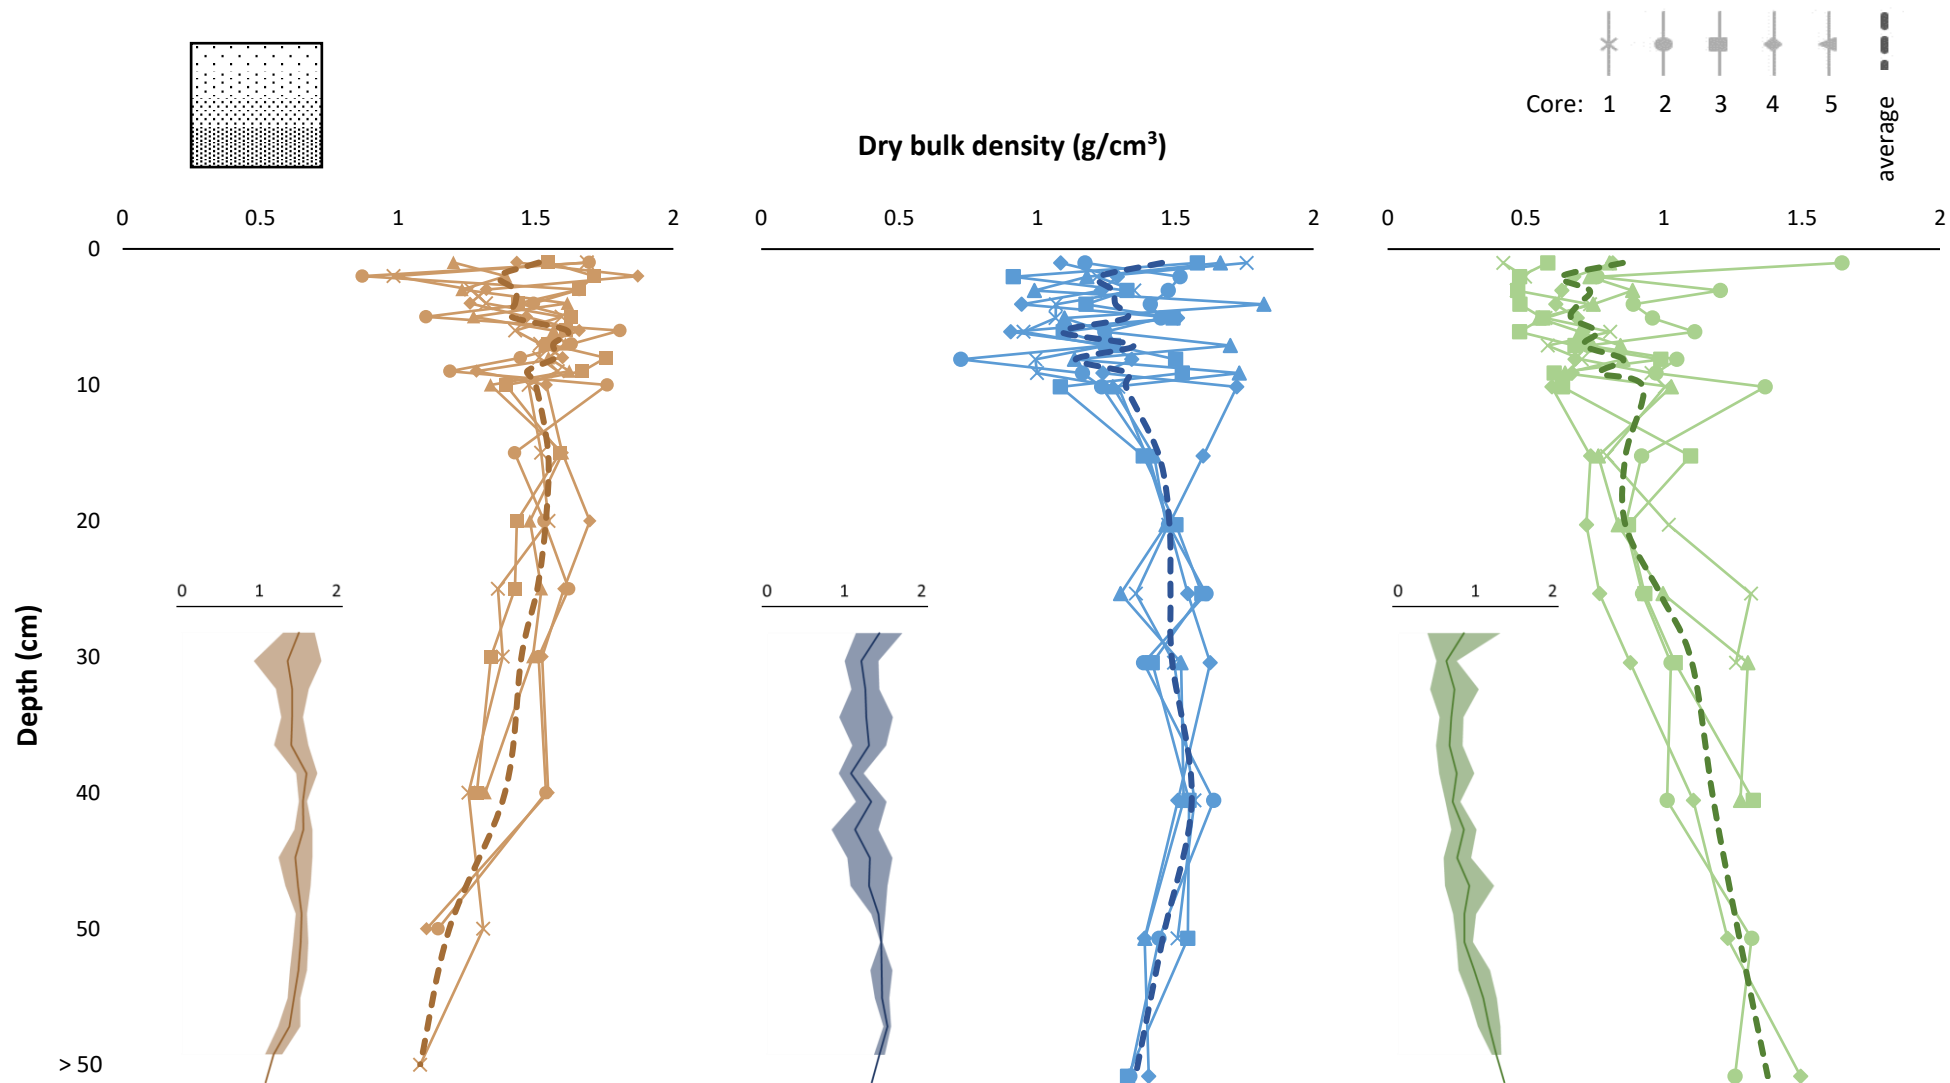 Core: 1 2 3 4 5 average
Dry bulk density (g/cm³)
0 0.5 1 1.5 2 0 0.5 1 1.5 2 0 0.5 1 1.5 2
0
10
20
0 1 2 0 1 2 0 1 2
Depth (cm)
30
40
50
> 50